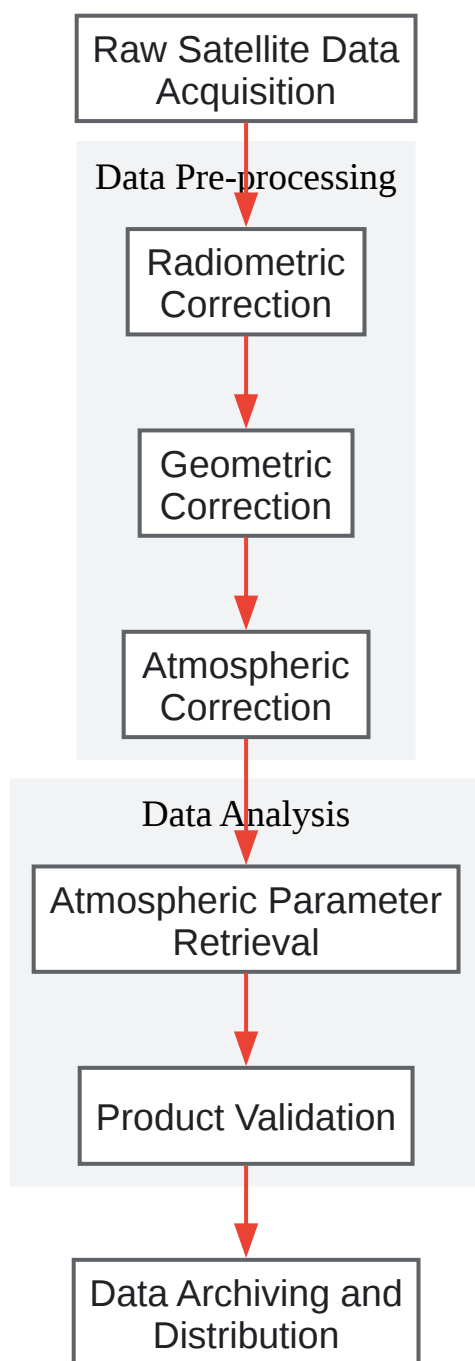 Raw Satellite Data
Acquisition
Data Pre-processing
Radiometric
Correction
Geometric
Correction
Atmospheric
Correction
Data Analysis
Atmospheric Parameter
Retrieval
Product Validation
Data Archiving and
Distribution